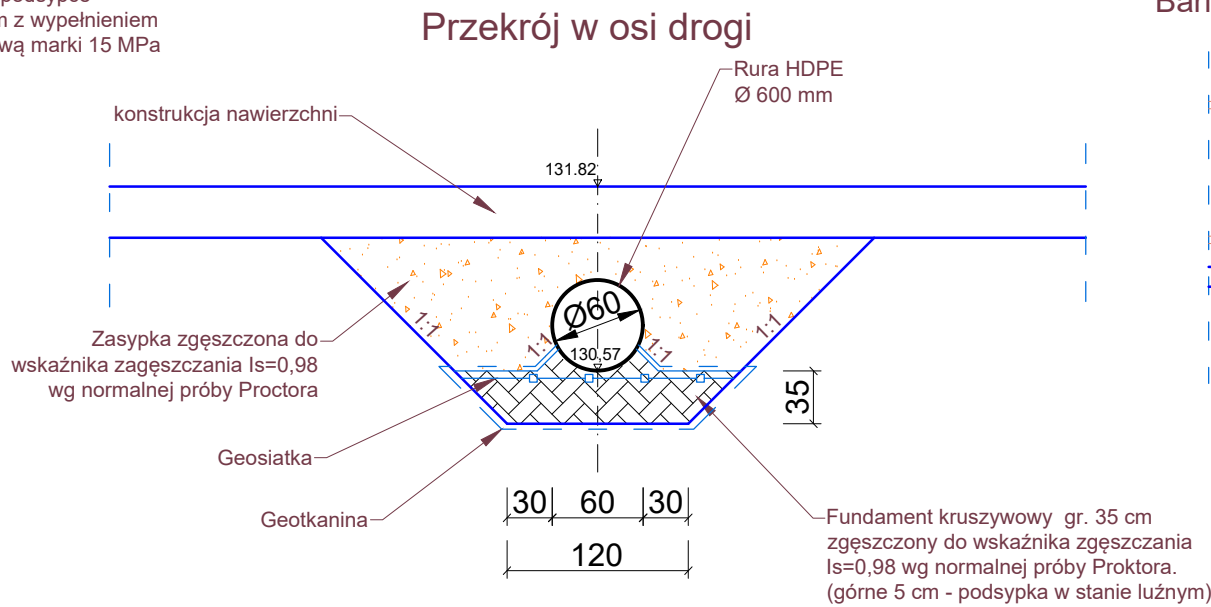 m z wypełnieniem
wą marki 15 MPa
Przekrój w osi drogi
Rura HDPE
Ø 600 mm
konstrukcja nawierzchni
131.82
Ø60
1:1
1:1
1:1
1:1
130,57
Zasypka zgęszczona do
wskaźnika zagęszczania Is=0,98
wg normalnej próby Proctora
35
Geosiatka
Geotkanina
30
60
30
120
Fundament kruszywowy gr. 35 cm
zgęszczony do wskaźnika zgęszczania
Is=0,98 wg normalnej próby Proktora.
(górne 5 cm - podsypka w stanie luźnym)